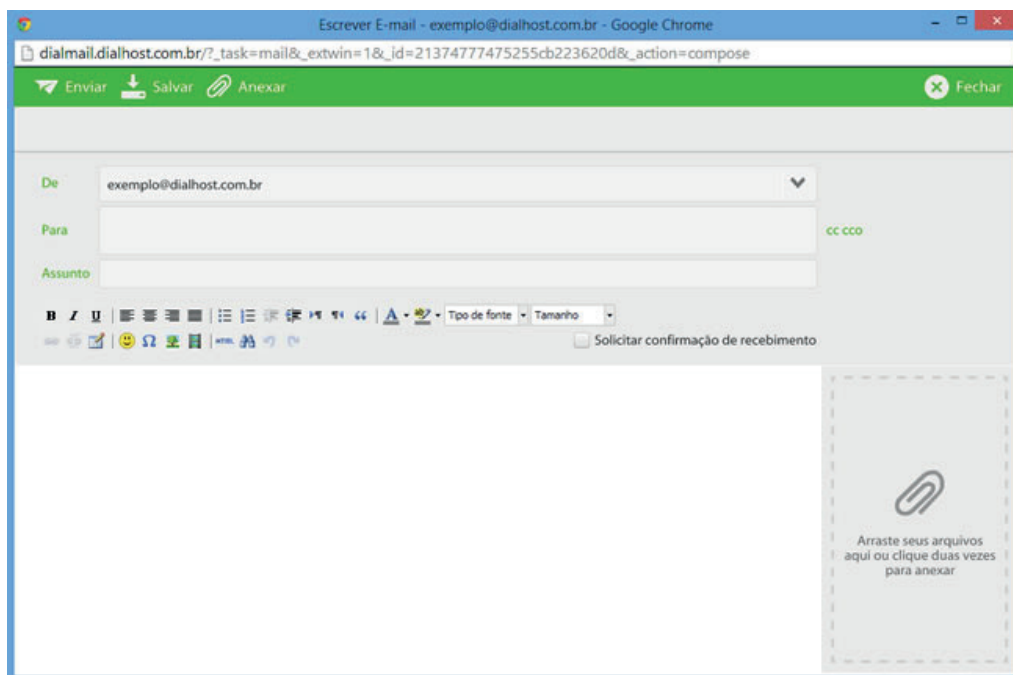 Escrever E-mail - exemplo@dialhost.com.br - Google Chrome
dialmail.dialhost.com.br/?_task=mail&_extwin=1&_id=21374777475255cb223620d&_action=compose
Enviar Salvar Anexar Fechar
De exemplo@dialhost.com.br
Para cc cco
Assunto
B I U A Tipo de fonte Tamanho
Ω HTML Solicitar confirmação de recebimento
Arraste seus arquivos
aqui ou clique duas vezes
para anexar